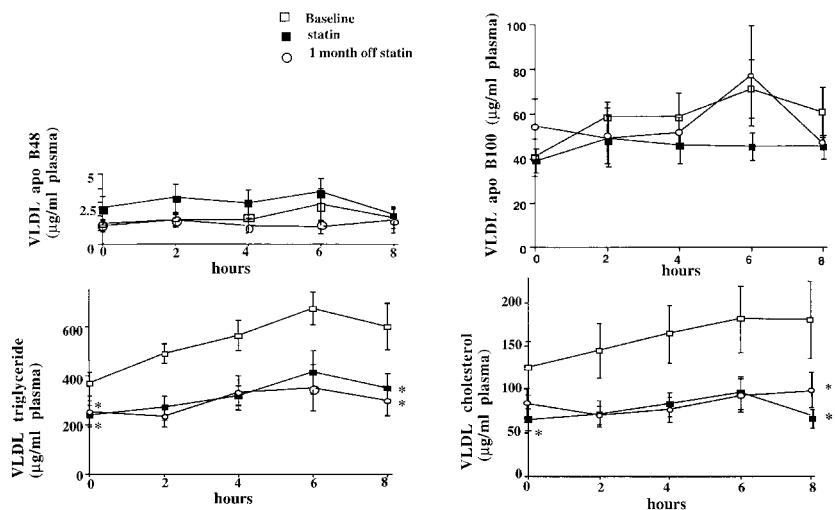 Baseline
statin
1 month off statin
VLDL apo B48
(µg/ml plasma)
5
2.5
0
0 2 4 6 8
hours
VLDL apo B100 (µg/ml plasma)
100
80
60
40
20
0
0 2 4 6 8
hours
VLDL triglyceride
(µg/ml plasma)
600
400
200
0
* *
* *
0 2 4 6 8
hours
VLDL cholesterol
(µg/ml plasma)
200
150
100
50
0
*
*
*
0 2 4 6 8
hours